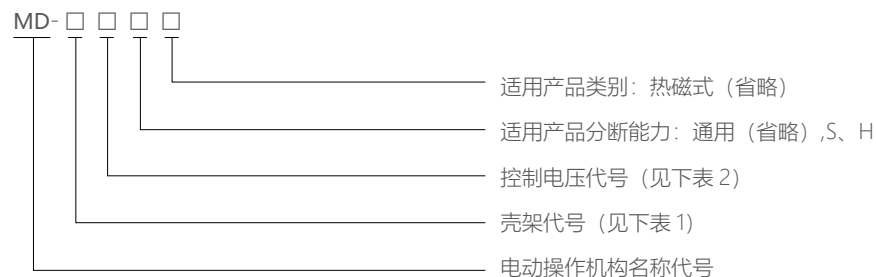 MD-□ □ □ □
适用产品类别：热磁式（省略）
适用产品分断能力：通用（省略）,S、H
控制电压代号（见下表 2）
壳架代号（见下表 1）
电动操作机构名称代号